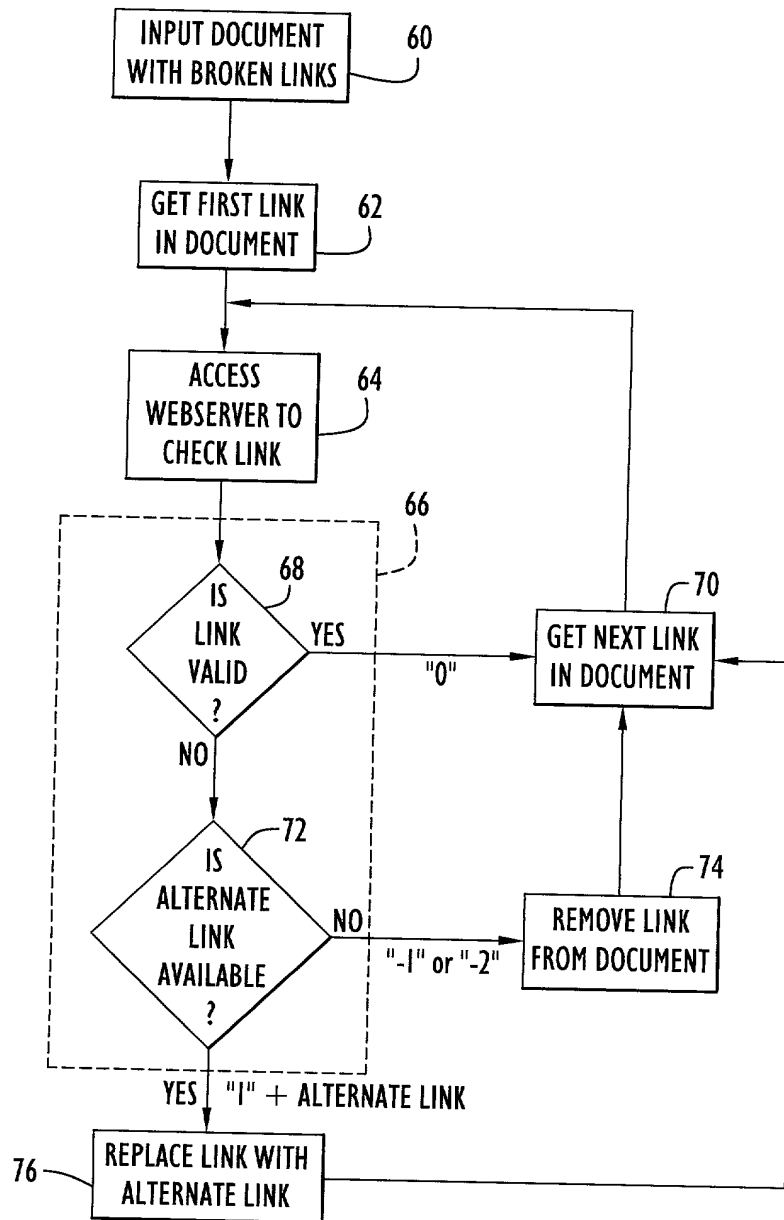 INPUT DOCUMENT
WITH BROKEN LINKS
60
GET FIRST LINK
IN DOCUMENT
62
ACCESS
WEBSERVER TO
CHECK LINK
64
66
IS
LINK
VALID
?
68
YES
"0"
GET NEXT LINK
IN DOCUMENT
70
NO
IS
ALTERNATE
LINK
AVAILABLE
?
72
NO
"-1" or "-2"
REMOVE LINK
FROM DOCUMENT
74
YES "1" + ALTERNATE LINK
REPLACE LINK WITH
ALTERNATE LINK
76